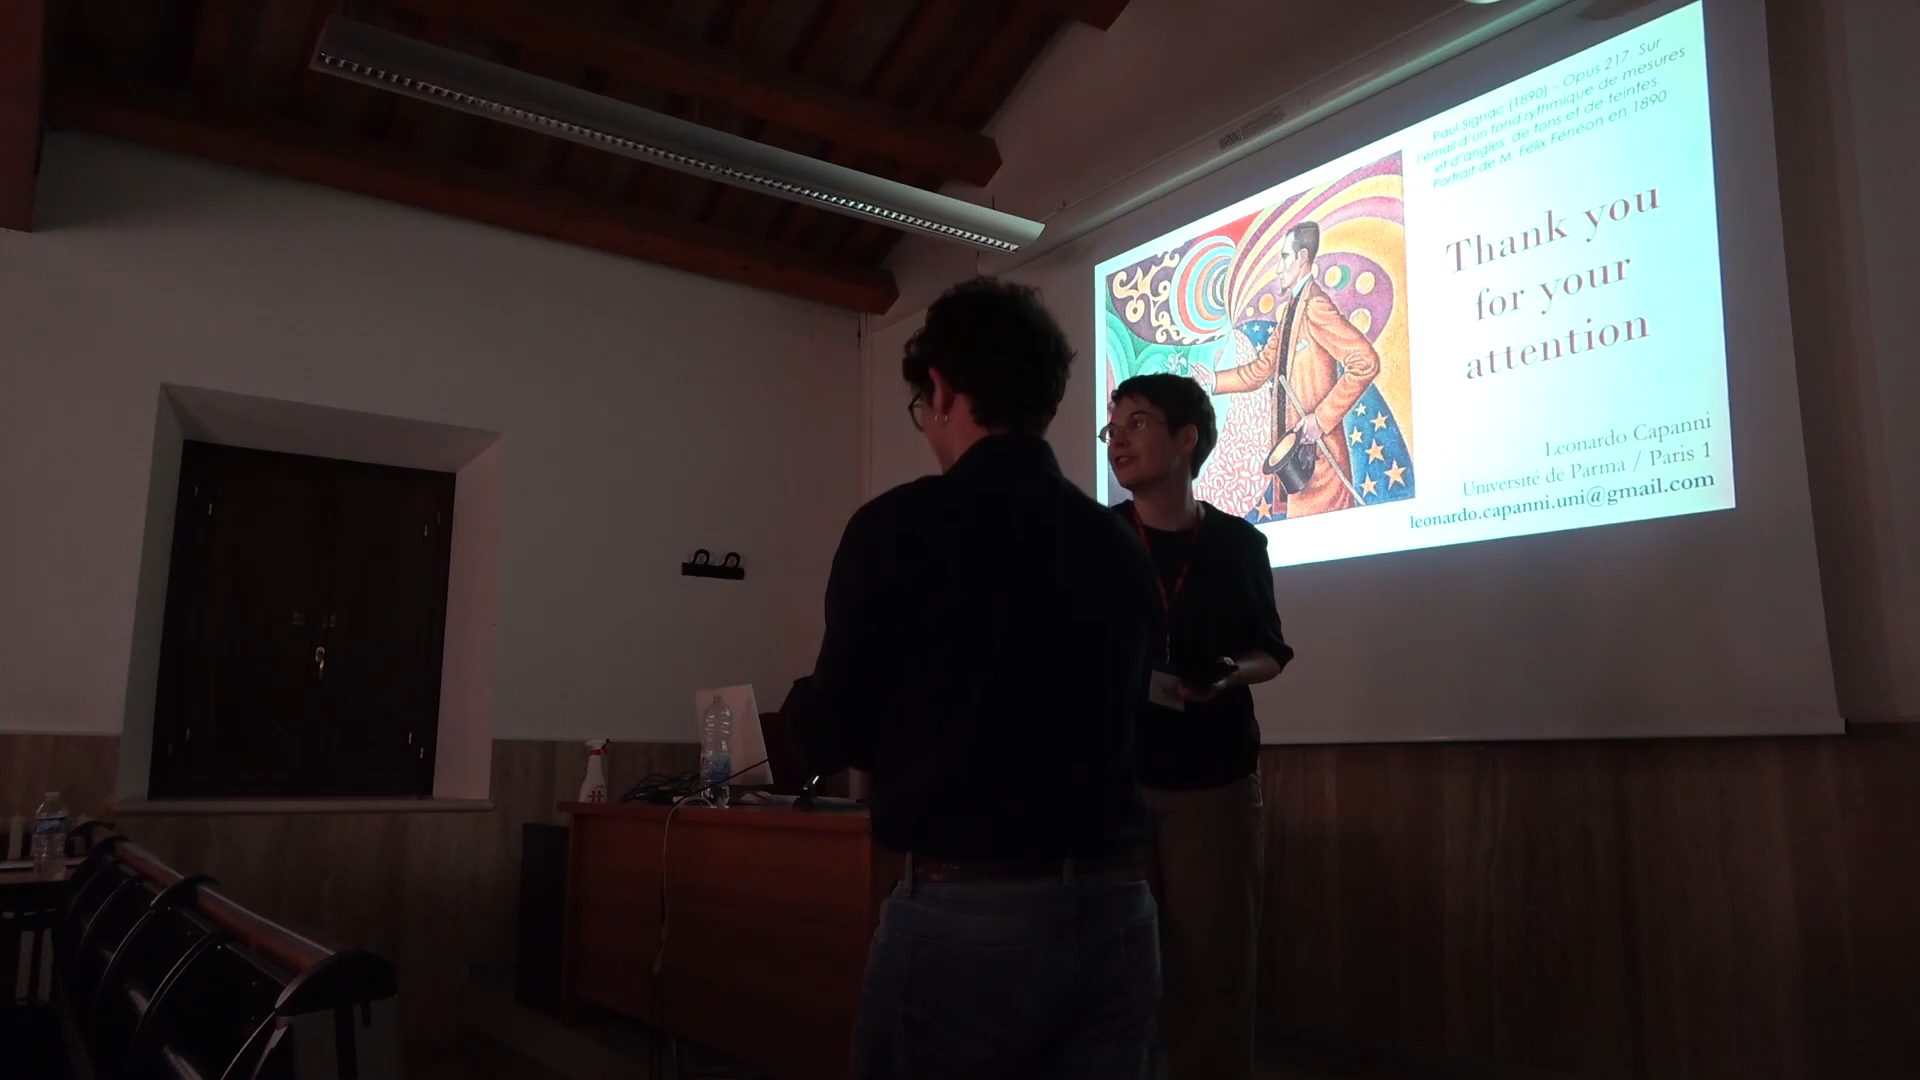 Paul Signac (1890) – Opus 217. Sur
l'émail d'un fond rythmique de mesures
et d'angles, de tons et de teintes,
Portrait de M. Félix Fénéon en 1890
Thank you
for your
attention
Leonardo Capanni
Université de Parma / Paris 1
leonardo.capanni.uni@gmail.com